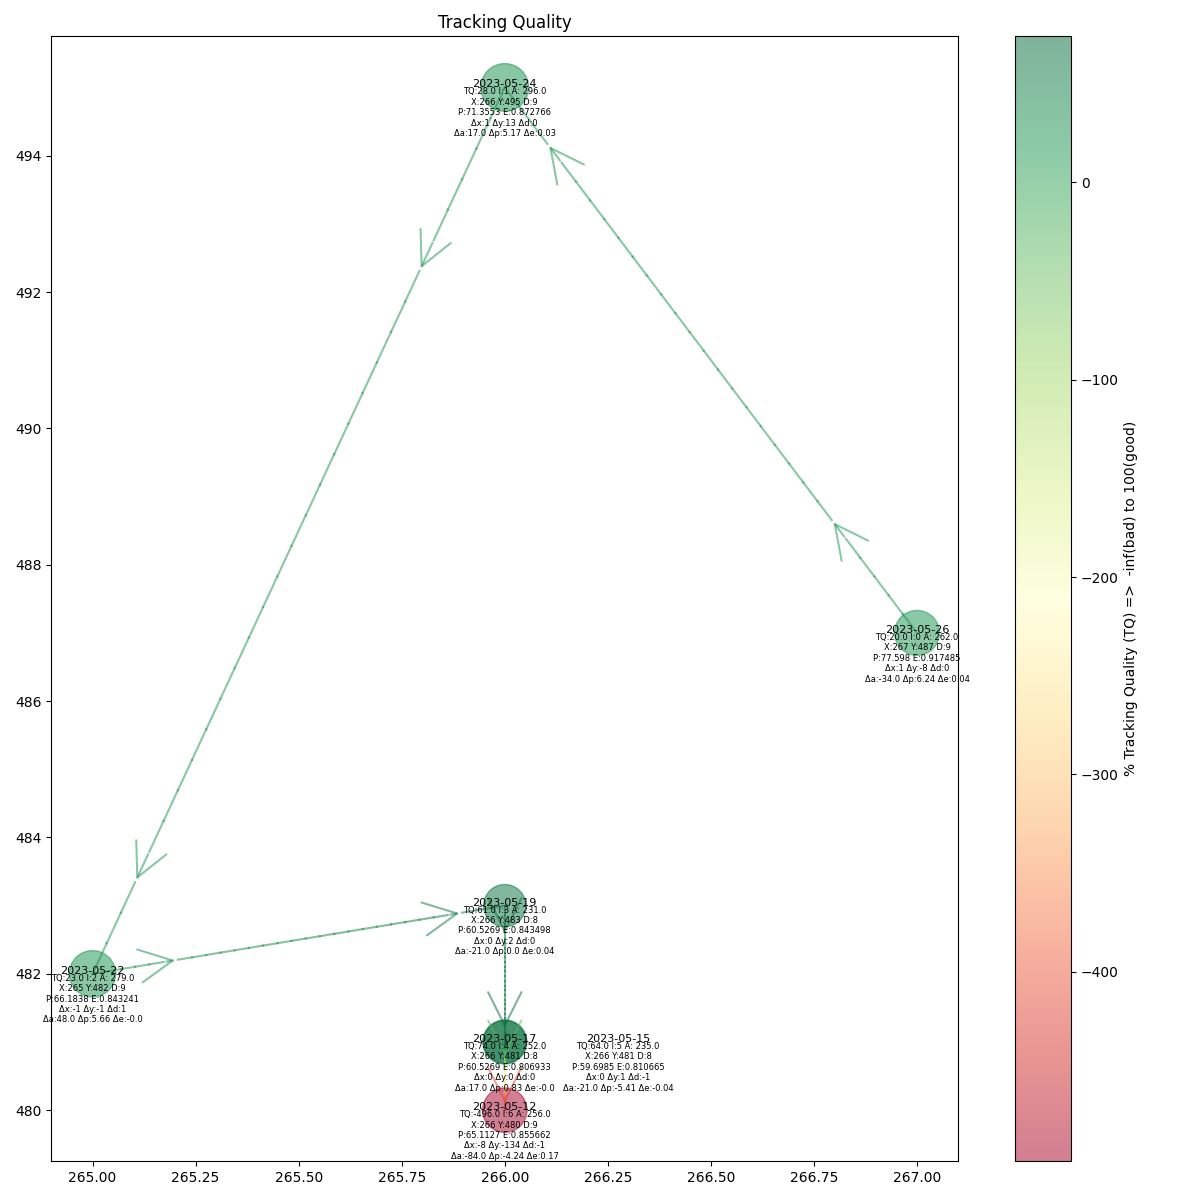 Tracking Quality
2023-05-24
TQ:28.0 I:1 A: 296.0
X:266 Y:495 D:9
P:71.3553 E:0.872766
Δx:1 Δy:13 Δd:0
Δa:17.0 Δp:5.17 Δe:0.03
2023-05-26
TQ:20.0 I:0 A: 262.0
X:267 Y:487 D:9
P:77.598 E:0.917485
Δx:1 Δy:-8 Δd:0
Δa:-34.0 Δp:6.24 Δe:0.04
2023-05-19
TQ:61.0 I:3 A: 231.0
X:266 Y:483 D:8
P:60.5269 E:0.843498
Δx:0 Δy:2 Δd:0
Δa:-21.0 Δp:0.0 Δe:0.04
2023-05-22
TQ:23.0 I:2 A: 279.0
X:265 Y:482 D:9
P:66.1838 E:0.843241
Δx:-1 Δy:-1 Δd:1
Δa:48.0 Δp:5.66 Δe:-0.0
2023-05-17
TQ:74.0 I:4 A: 252.0
X:266 Y:481 D:8
P:60.5269 E:0.806933
Δx:0 Δy:0 Δd:0
Δa:17.0 Δp:0.83 Δe:-0.0
2023-05-15
TQ:64.0 I:5 A: 235.0
X:266 Y:481 D:8
P:59.6985 E:0.810665
Δx:0 Δy:1 Δd:-1
Δa:-21.0 Δp:-5.41 Δe:-0.04
2023-05-12
TQ:-496.0 I:6 A: 256.0
X:266 Y:480 D:9
P:65.1127 E:0.855662
Δx:-8 Δy:-134 Δd:-1
Δa:-84.0 Δp:-4.24 Δe:0.17
494
492
490
488
486
484
482
480
265.00 265.25 265.50 265.75 266.00 266.25 266.50 266.75 267.00
0
−100
−200
−300
−400
% Tracking Quality (TQ) => -inf(bad) to 100(good)